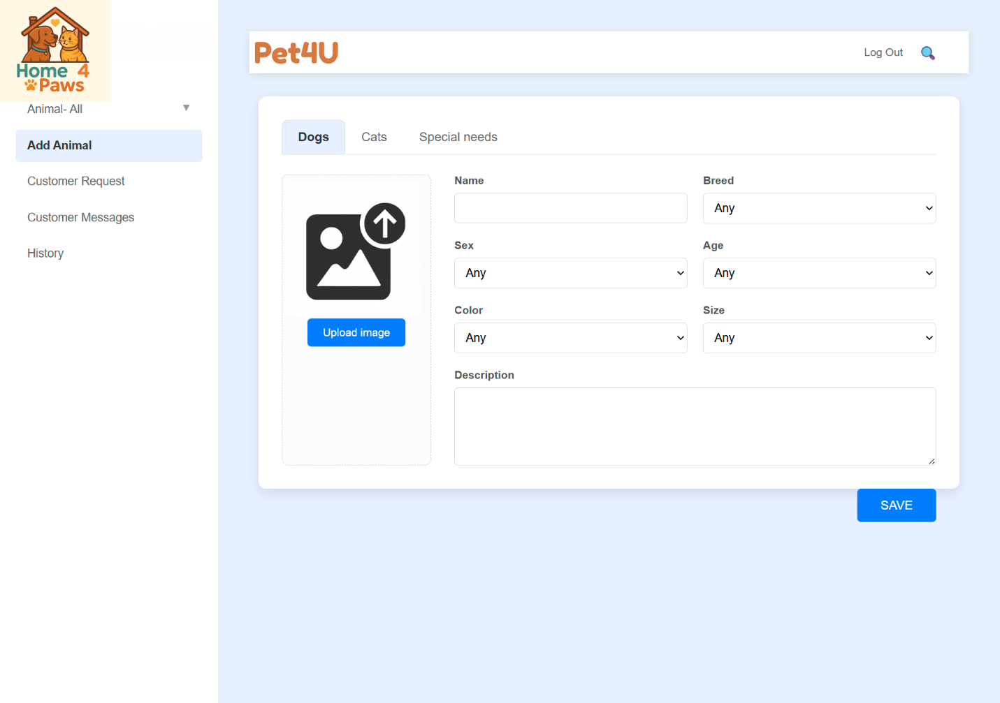 Home 4
Paws
Animal- All
Add Animal
Customer Request
Customer Messages
History
Pet4U
Log Out
Dogs Cats Special needs
Upload image
Name Breed
Any
Sex Age
Any Any
Color Size
Any Any
Description
SAVE